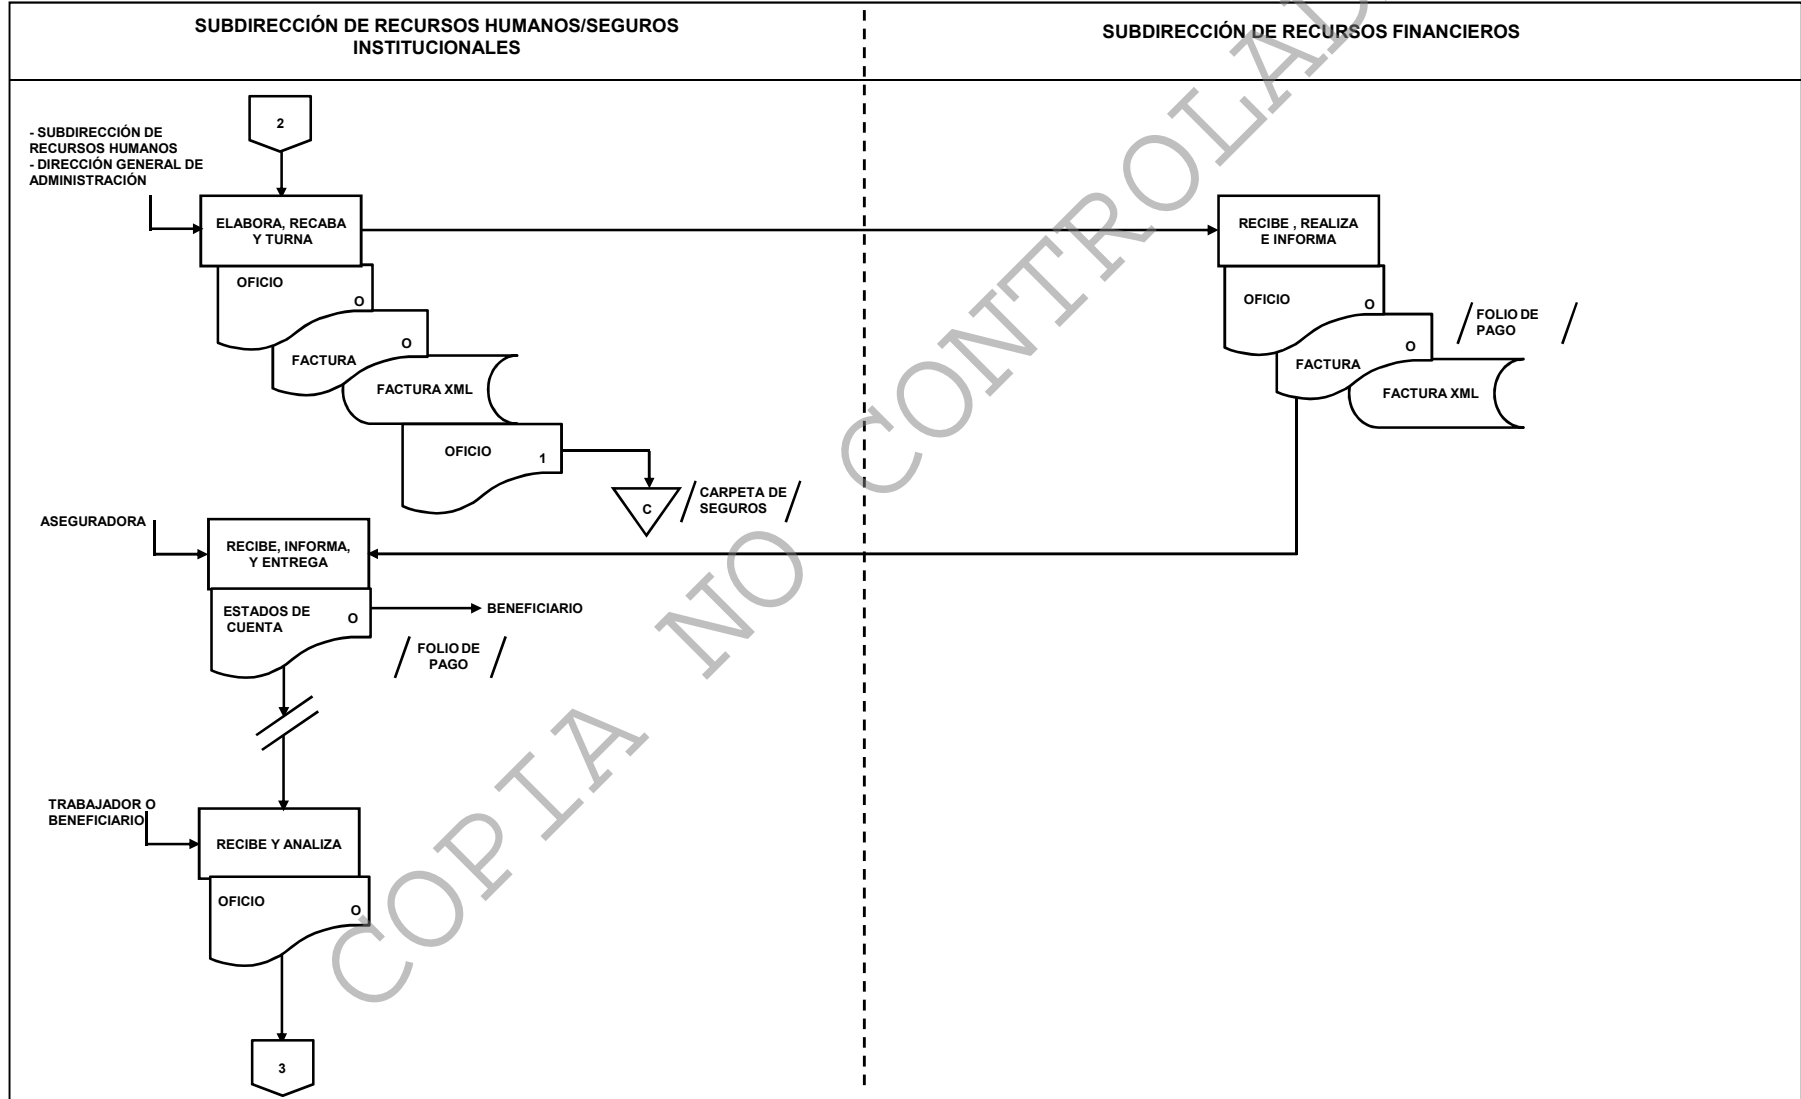 SUBDIRECCIÓN DE RECURSOS HUMANOS/SEGUROS
INSTITUCIONALES
SUBDIRECCIÓN DE RECURSOS FINANCIEROS
2
- SUBDIRECCIÓN DE
RECURSOS HUMANOS
- DIRECCIÓN GENERAL DE
ADMINISTRACIÓN
ELABORA, RECABA
Y TURNA
RECIBE , REALIZA
E INFORMA
OFICIO
O
FACTURA
O
FACTURA XML
OFICIO
1
C
CARPETA DE
SEGUROS
OFICIO
O
FACTURA
O
FACTURA XML
FOLIO DE
PAGO
ASEGURADORA
RECIBE, INFORMA,
Y ENTREGA
ESTADOS DE
CUENTA
O
BENEFICIARIO
FOLIO DE
PAGO
TRABAJADOR O
BENEFICIARIO
RECIBE Y ANALIZA
OFICIO
O
3
COPIA NO CONTROLAD